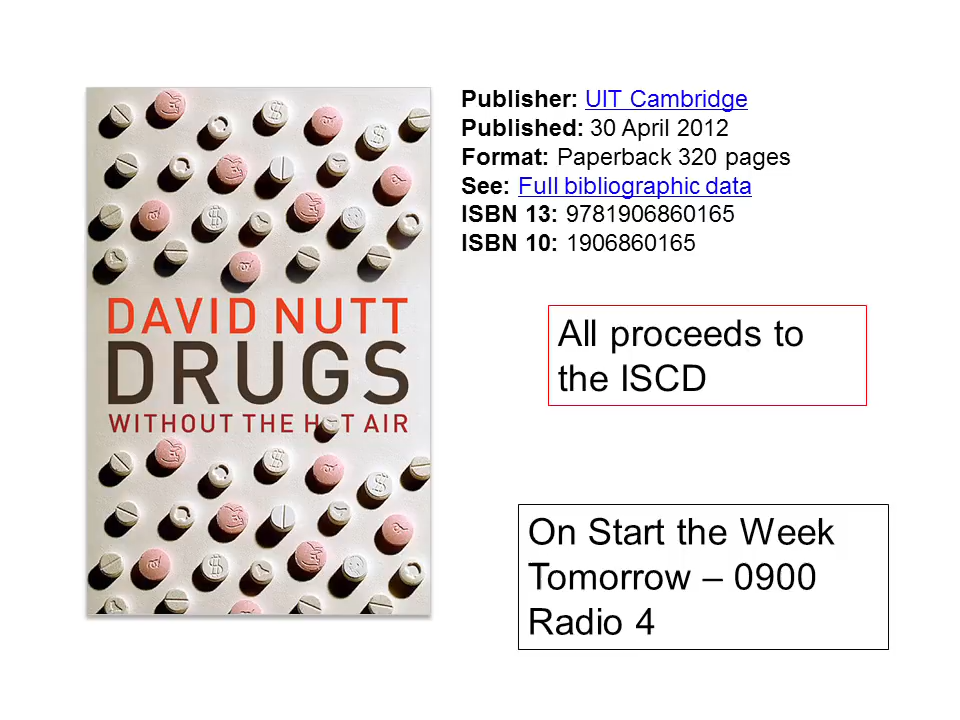 DAVID NUTT
DRUGS
WITHOUT THE HOT AIR
Publisher: UIT Cambridge
Published: 30 April 2012
Format: Paperback 320 pages
See: Full bibliographic data
ISBN 13: 9781906860165
ISBN 10: 1906860165
All proceeds to
the ISCD
On Start the Week
Tomorrow – 0900
Radio 4